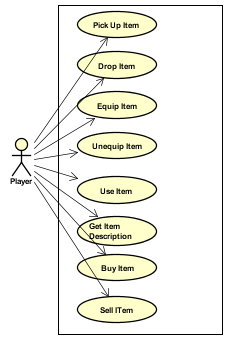 Pick Up Item
Drop Item
Equip Item
Unequip Item
Player
Use Item
Get Item
Description
Buy Item
Sell ITem